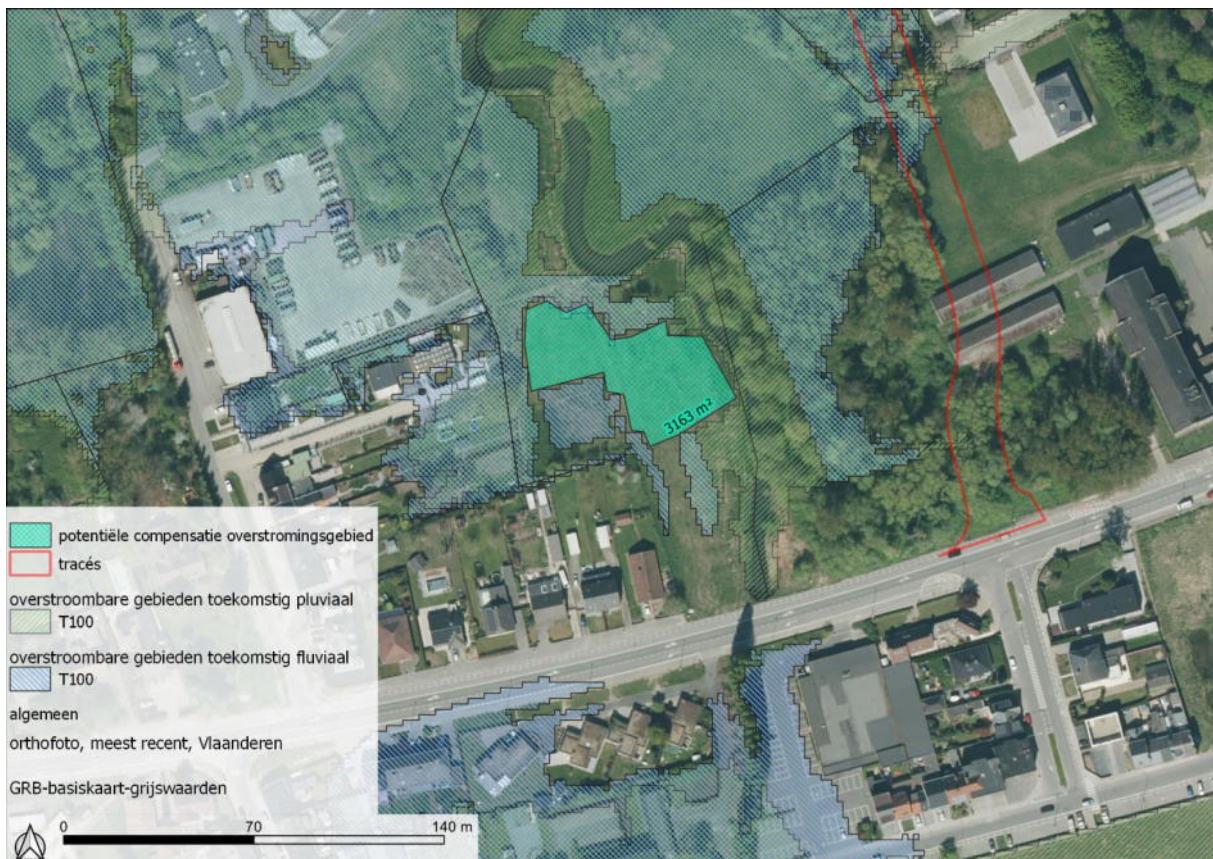 3163 m²
potentiële compensatie overstromingsgebied
tracés
overstroombare gebieden toekomstig pluviaal
T100
overstroombare gebieden toekomstig fluviaal
T100
algemeen
orthofoto, meest recent, Vlaanderen
GRB-basiskaart-grijswaarden
0 70 140 m